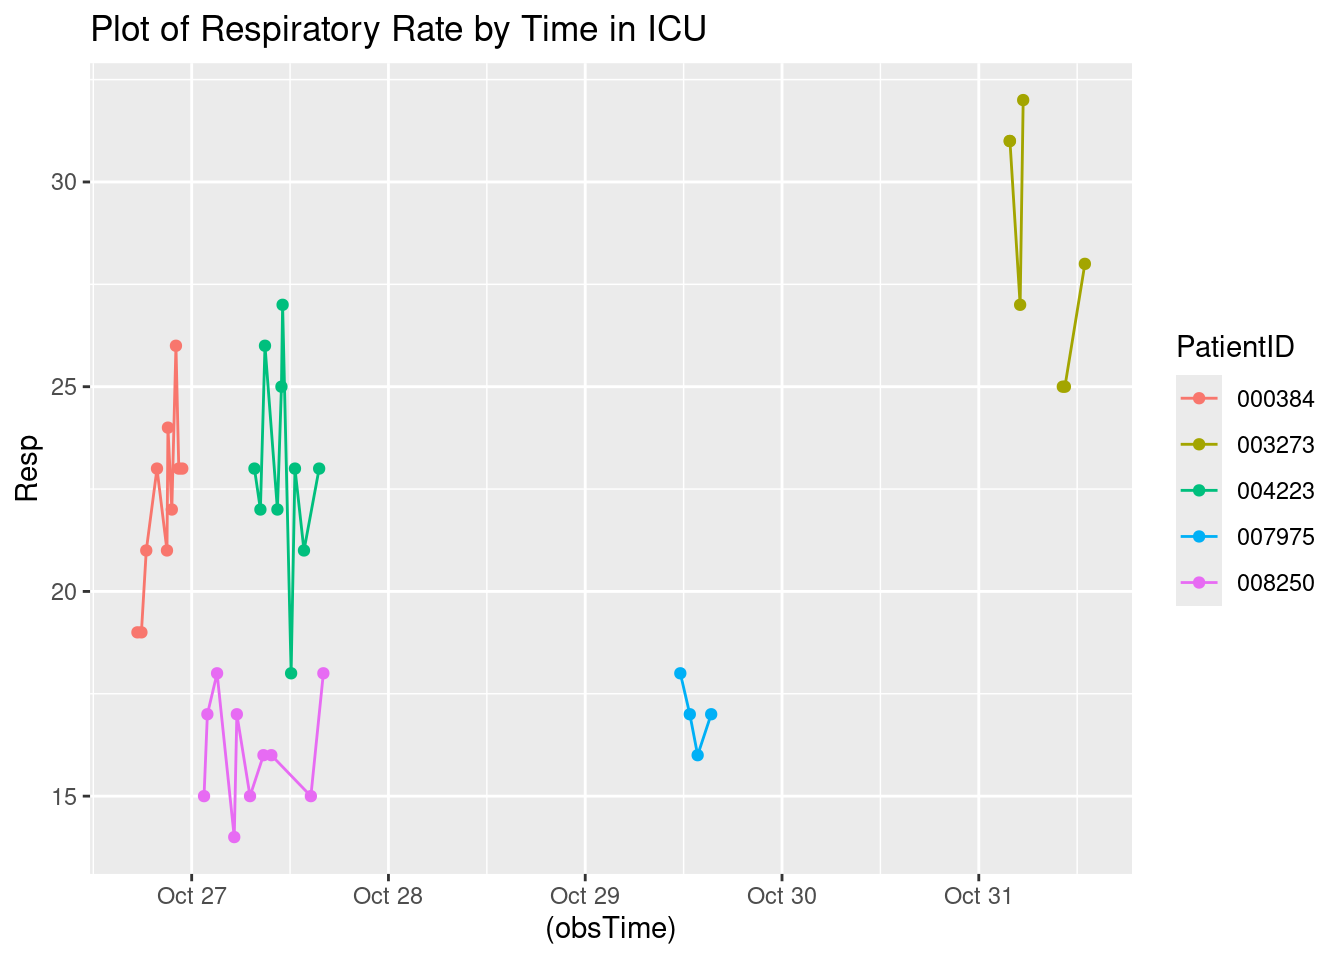 Plot of Respiratory Rate by Time in ICU
Resp
30
25
20
15
Oct 27
Oct 28
Oct 29
Oct 30
Oct 31
(obsTime)
PatientID
000384
003273
004223
007975
008250